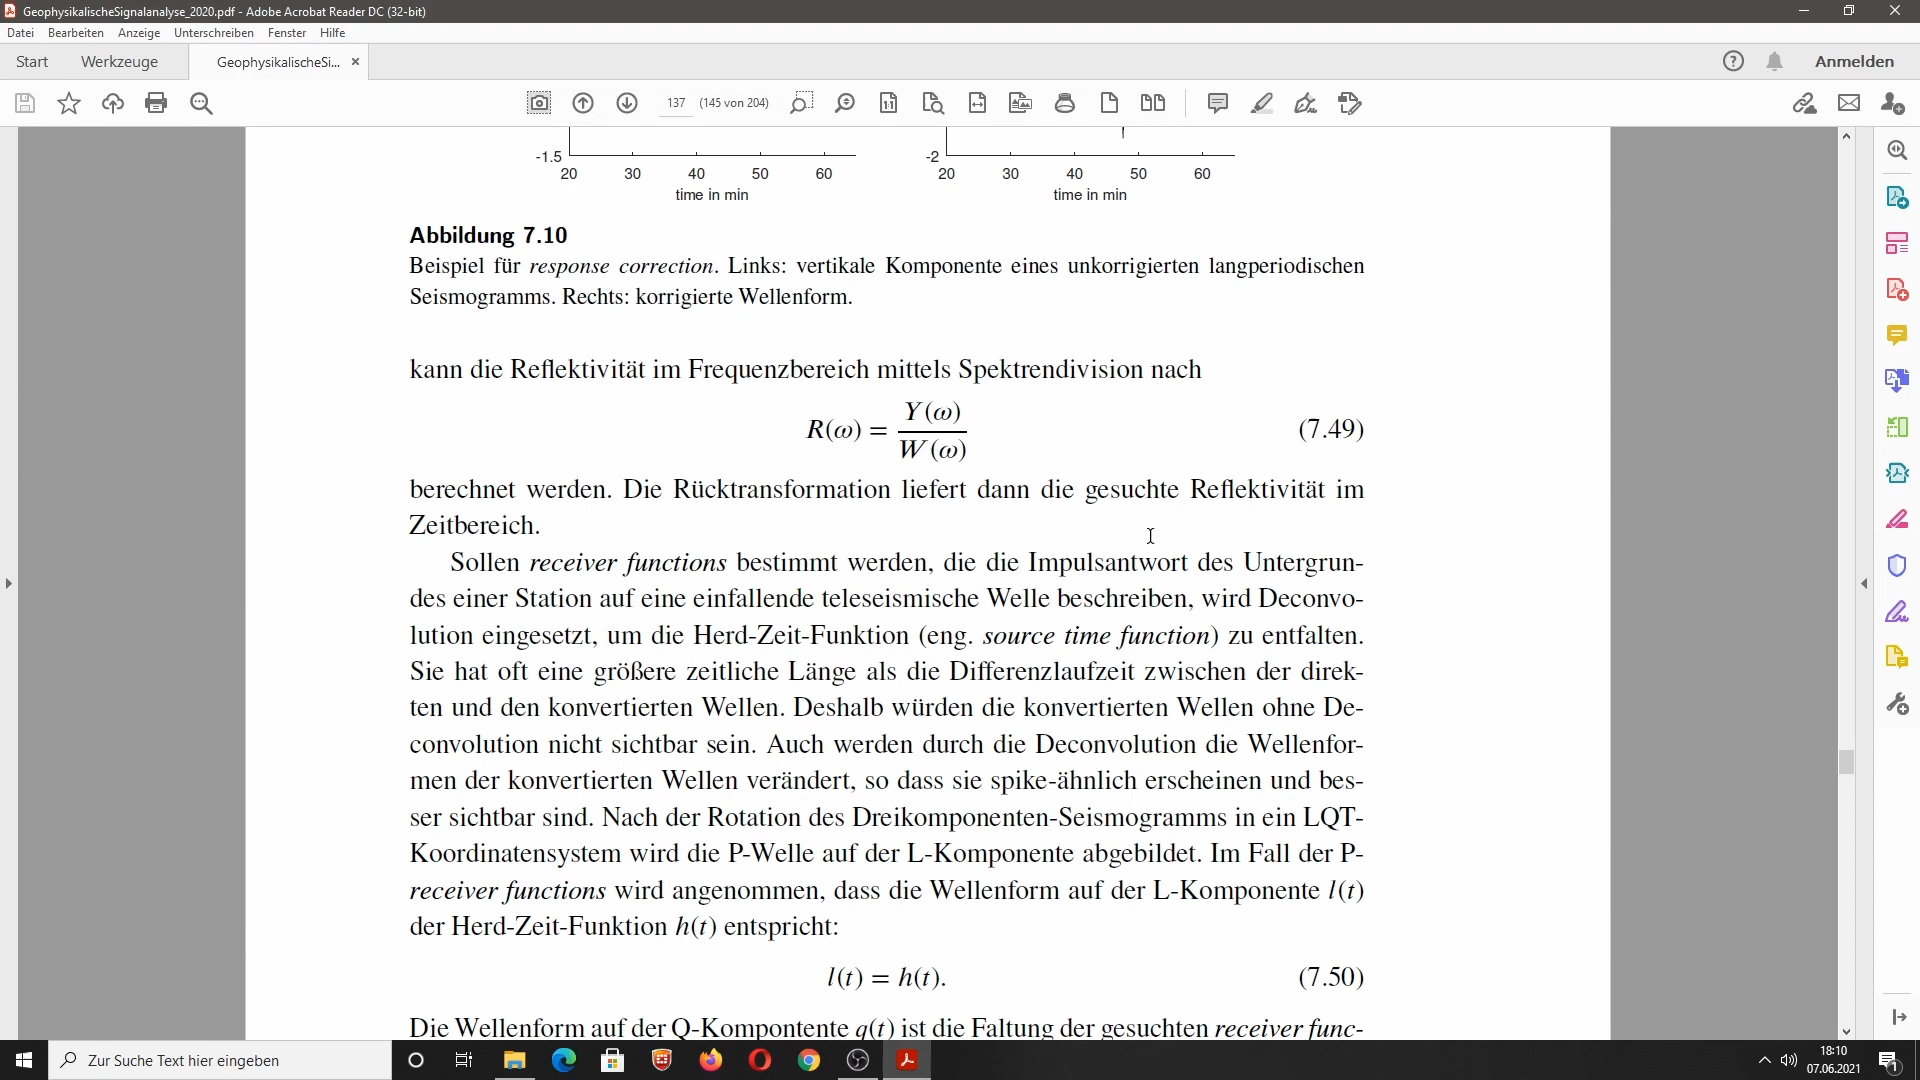 GeophysikalischeSignalanalyse_2020.pdf - Adobe Acrobat Reader DC (32-bit)
Datei Bearbeiten Anzeige Unterschreiben Fenster Hilfe
Start Werkzeuge GeophysikalischeSi... × Anmelden
137 (145 von 204)
-1.5 -2
20 30 40 50 60 20 30 40 50 60
time in min time in min
Abbildung 7.10
Beispiel für response correction. Links: vertikale Komponente eines unkorrigierten langperiodischen
Seismogramms. Rechts: korrigierte Wellenform.
kann die Reflektivität im Frequenzbereich mittels Spektrendivision nach
R(ω) = Y(ω) / W(ω) (7.49)
berechnet werden. Die Rücktransformation liefert dann die gesuchte Reflektivität im
Zeitbereich.
Sollen receiver functions bestimmt werden, die die Impulsantwort des Untergrun-
des einer Station auf eine einfallende teleseismische Welle beschreiben, wird Deconvo-
lution eingesetzt, um die Herd-Zeit-Funktion (eng. source time function) zu entfalten.
Sie hat oft eine größere zeitliche Länge als die Differenzlaufzeit zwischen der direk-
ten und den konvertierten Wellen. Deshalb würden die konvertierten Wellen ohne De-
convolution nicht sichtbar sein. Auch werden durch die Deconvolution die Wellenfor-
men der konvertierten Wellen verändert, so dass sie spike-ähnlich erscheinen und bes-
ser sichtbar sind. Nach der Rotation des Dreikomponenten-Seismogramms in ein LQT-
Koordinatensystem wird die P-Welle auf der L-Komponente abgebildet. Im Fall der P-
receiver functions wird angenommen, dass die Wellenform auf der L-Komponente l(t)
der Herd-Zeit-Funktion h(t) entspricht:
l(t) = h(t). (7.50)
Die Wellenform auf der Q-Kompontente q(t) ist die Faltung der gesuchten receiver func-
Zur Suche Text hier eingeben
18:10
07.06.2021
1